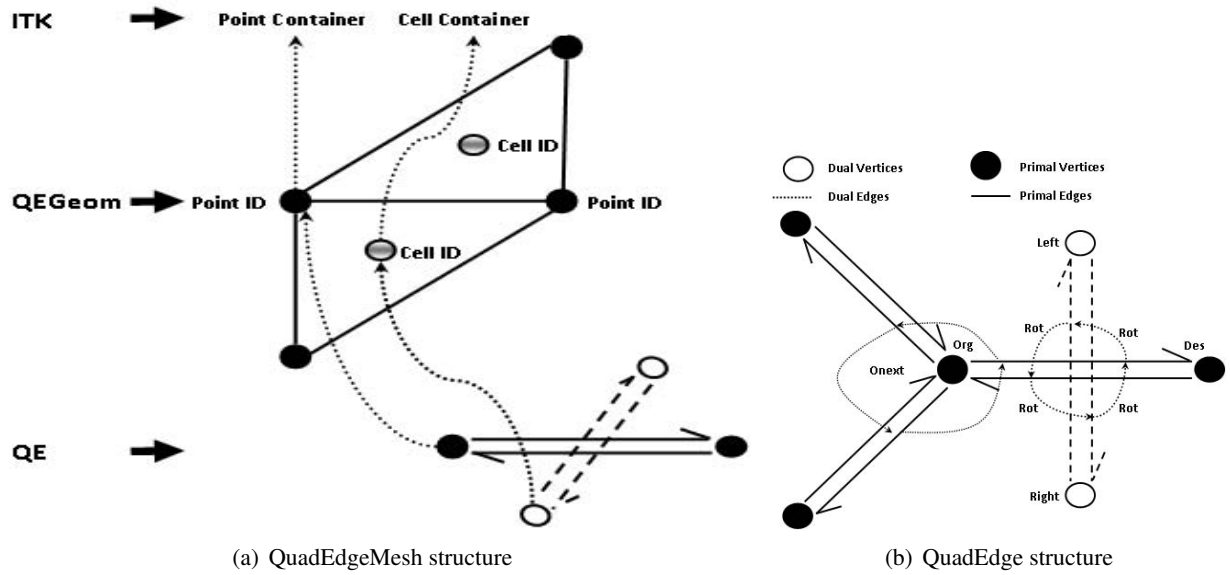 ITK
Point Container
Cell Container
Cell ID
QEGeom
Point ID
Point ID
Cell ID
QE
(a) QuadEdgeMesh structure
Dual Vertices
Primal Vertices
Dual Edges
Primal Edges
Left
Rot
Rot
Org
Des
Onext
Rot
Rot
Right
(b) QuadEdge structure